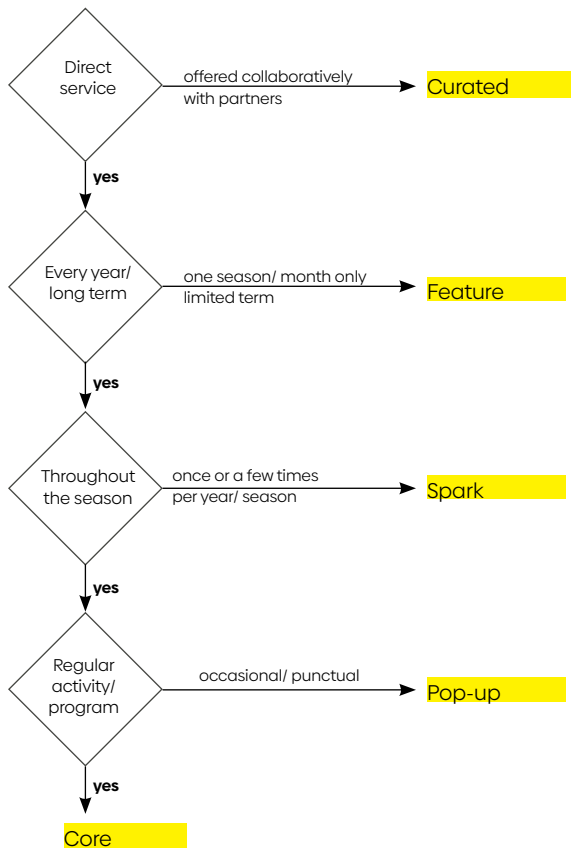 Direct
service
offered collaboratively
with partners
Curated
yes
Every year/
long term
one season/ month only
limited term
Feature
yes
Throughout
the season
once or a few times
per year/ season
Spark
yes
Regular
activity/
program
occasional/ punctual
Pop-up
yes
Core